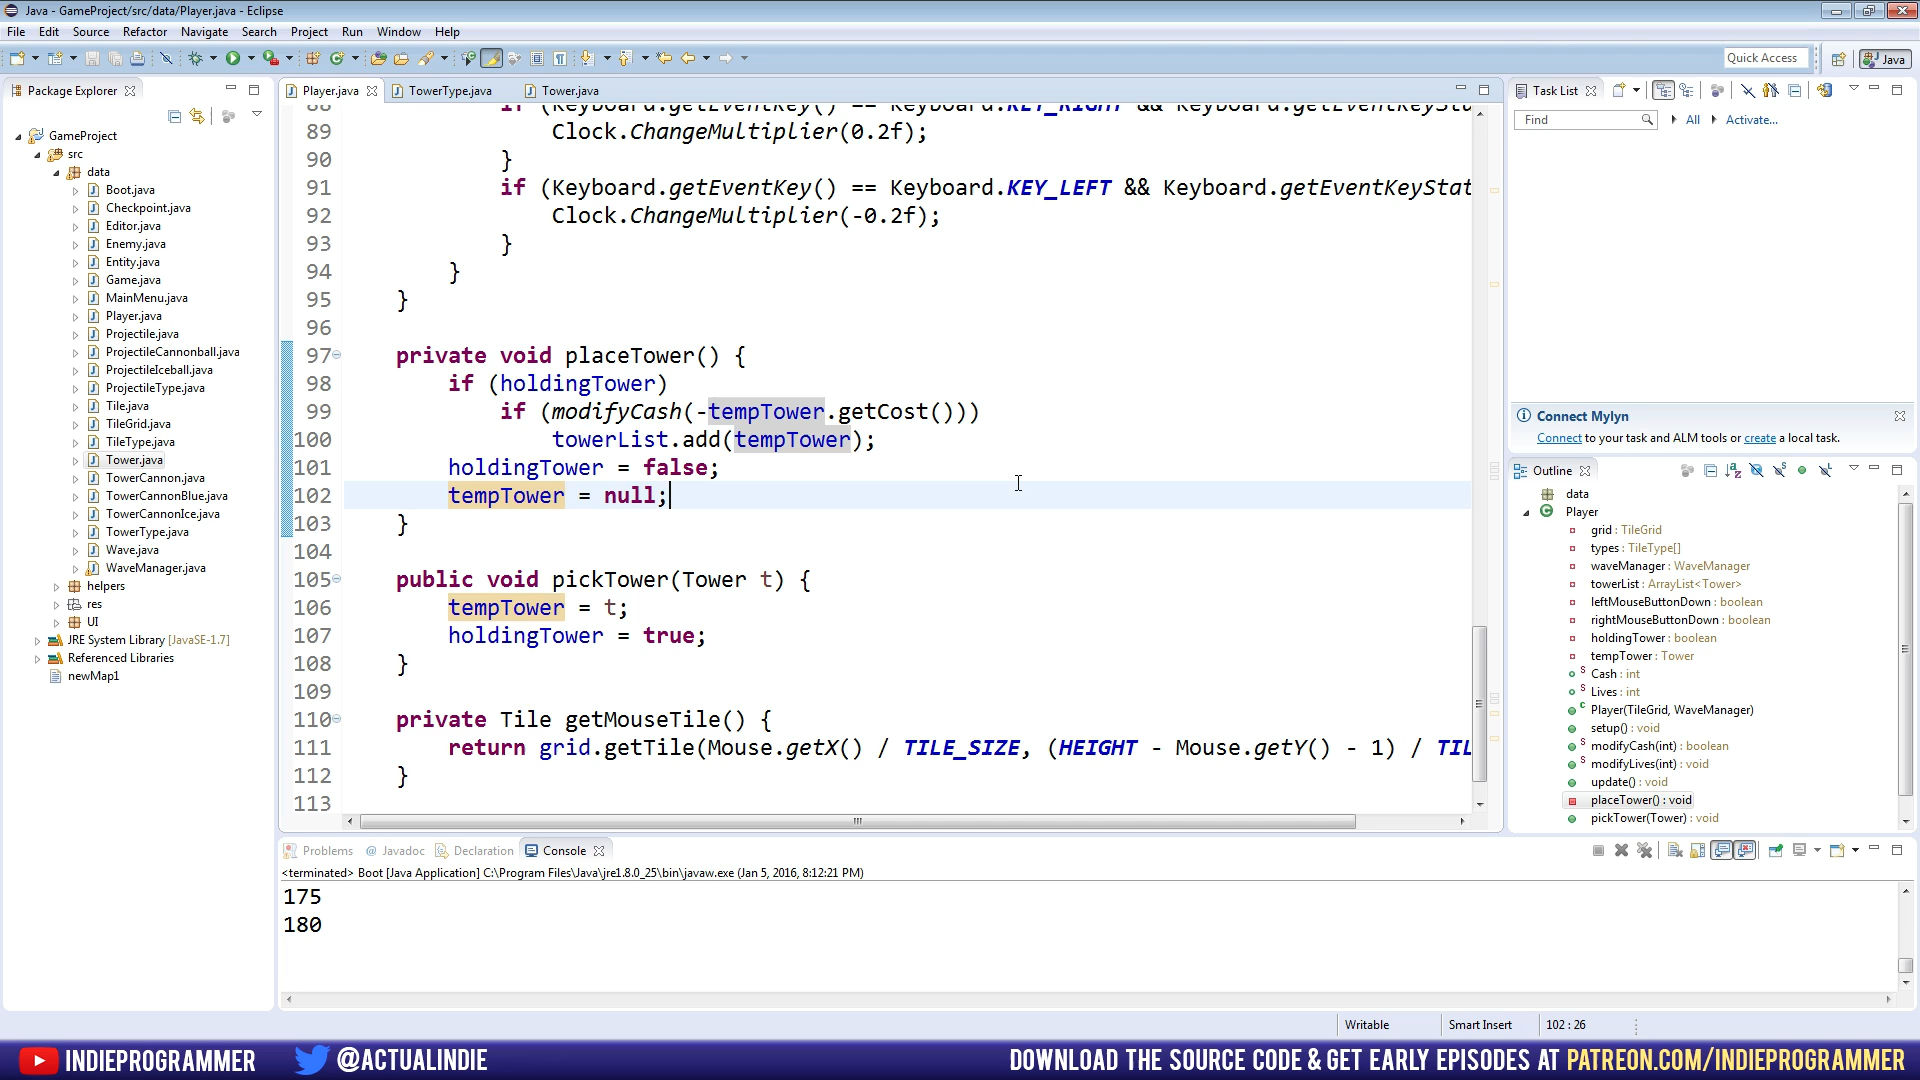 Java - GameProject/src/data/Player.java - Eclipse
File Edit Source Refactor Navigate Search Project Run Window Help
Quick Access
Java
Package Explorer
GameProject
src
data
Boot.java
Checkpoint.java
Editor.java
Enemy.java
Entity.java
Game.java
MainMenu.java
Player.java
Projectile.java
ProjectileCannonball.java
ProjectileIceball.java
ProjectileType.java
Tile.java
TileGrid.java
TileType.java
Tower.java
TowerCannon.java
TowerCannonBlue.java
TowerCannonIce.java
TowerType.java
Wave.java
WaveManager.java
helpers
res
UI
JRE System Library [JavaSE-1.7]
Referenced Libraries
newMap1
Player.java TowerType.java Tower.java
88 if (Keyboard.getEventKey() == Keyboard.KEY_RIGHT && Keyboard.getEventKeySta
89 Clock.ChangeMultiplier(0.2f);
90 }
91 if (Keyboard.getEventKey() == Keyboard.KEY_LEFT && Keyboard.getEventKeyStat
92 Clock.ChangeMultiplier(-0.2f);
93 }
94 }
95 }
96
97 private void placeTower() {
98 if (holdingTower)
99 if (modifyCash(-tempTower.getCost()))
100 towerList.add(tempTower);
101 holdingTower = false;
102 tempTower = null;
103 }
104
105 public void pickTower(Tower t) {
106 tempTower = t;
107 holdingTower = true;
108 }
109
110 private Tile getMouseTile() {
111 return grid.getTile(Mouse.getX() / TILE_SIZE, (HEIGHT - Mouse.getY() - 1) / TIL
112 }
113
Task List
Find All Activate...
Connect Mylyn
Connect to your task and ALM tools or create a local task.
Outline
data
Player
grid : TileGrid
types : TileType[]
waveManager : WaveManager
towerList : ArrayList<Tower>
leftMouseButtonDown : boolean
rightMouseButtonDown : boolean
holdingTower : boolean
tempTower : Tower
Cash : int
Lives : int
Player(TileGrid, WaveManager)
setup() : void
modifyCash(int) : boolean
modifyLives(int) : void
update() : void
placeTower() : void
pickTower(Tower) : void
Problems Javadoc Declaration Console
<terminated> Boot [Java Application] C:\Program Files\Java\jre1.8.0_25\bin\javaw.exe (Jan 5, 2016, 8:12:21 PM)
175
180
Writable Smart Insert 102 : 26
INDIEPROGRAMMER @ACTUALINDIE DOWNLOAD THE SOURCE CODE & GET EARLY EPISODES AT PATREON.COM/INDIEPROGRAMMER